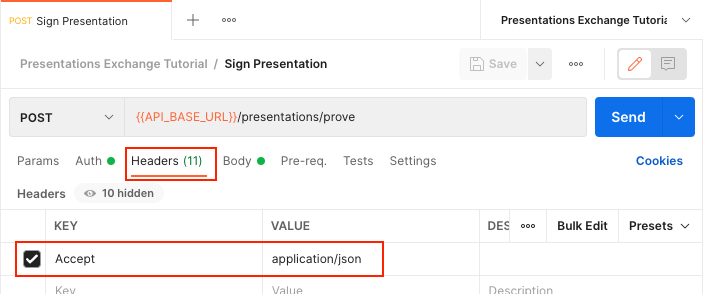 POST Sign Presentation
Presentations Exchange Tutoria
Presentations Exchange Tutorial / Sign Presentation
Save
POST
{{API_BASE_URL}}/presentations/prove
Send
Params Auth Headers (11) Body Pre-req. Tests Settings Cookies
Headers 10 hidden
KEY VALUE DES Bulk Edit Presets
Accept application/json
Key Value Description